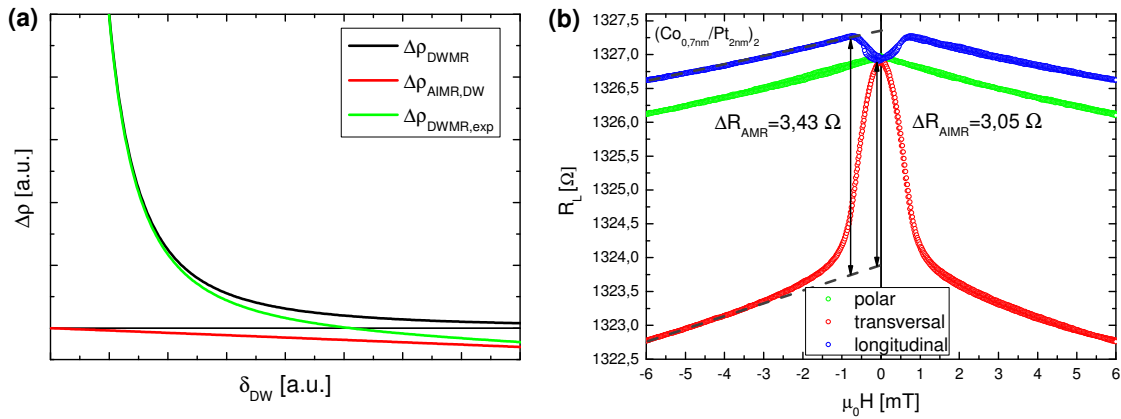 (a)
Δρ [a.u.]
δ_DW [a.u.]
Δρ_DWMR
Δρ_AIMR,DW
Δρ_DWMR,exp
(b)
1327,5
1327,0
1326,5
1326,0
1325,5
1325,0
1324,5
1324,0
1323,5
1323,0
1322,5
R_L [Ω]
(Co_0,7nm/Pt_2nm)_2
ΔR_AMR=3,43 Ω
ΔR_AIMR=3,05 Ω
polar
transversal
longitudinal
-6 -5 -4 -3 -2 -1 0 1 2 3 4 5 6
μ_0H [mT]